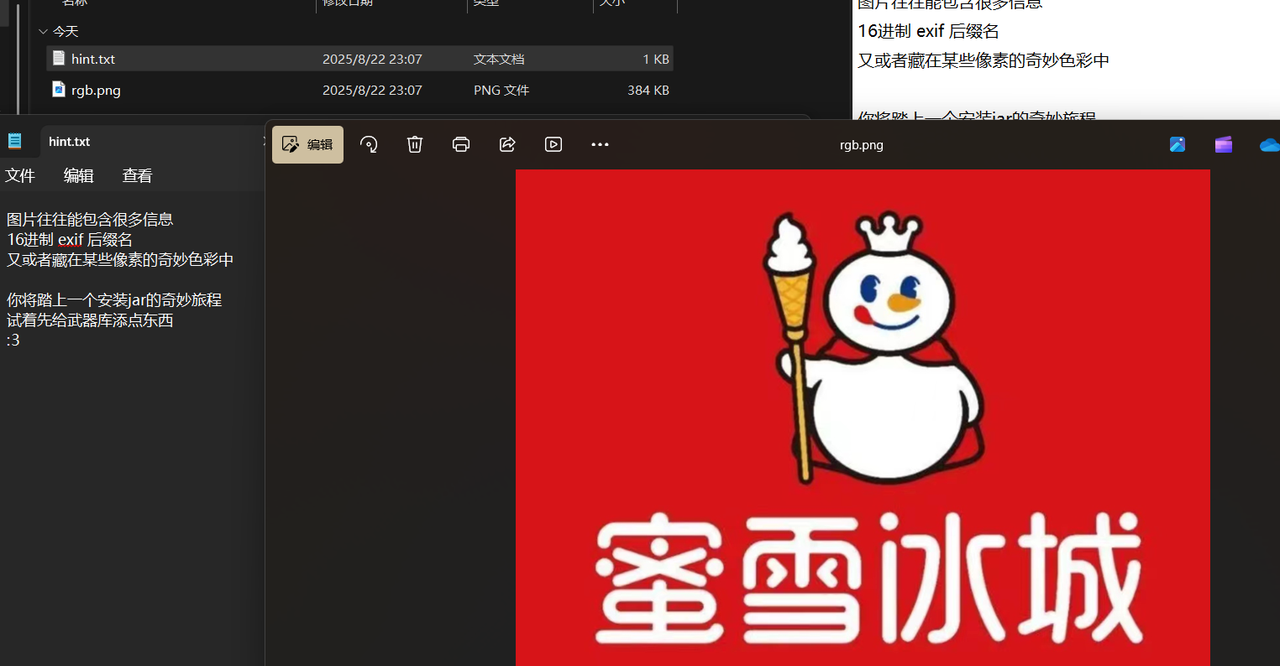 名称 修改日期 类型 大小
今天
hint.txt 2025/8/22 23:07 文本文档 1 KB
rgb.png 2025/8/22 23:07 PNG 文件 384 KB
图片往往能包含很多信息
16进制 exif 后缀名
又或者藏在某些像素的奇妙色彩中
你将踏上一个安装jar的奇妙旅程
hint.txt
文件 编辑 查看
图片往往能包含很多信息
16进制 exif 后缀名
又或者藏在某些像素的奇妙色彩中
你将踏上一个安装jar的奇妙旅程
试着先给武器库添点东西
:3
编辑
rgb.png
蜜雪冰城